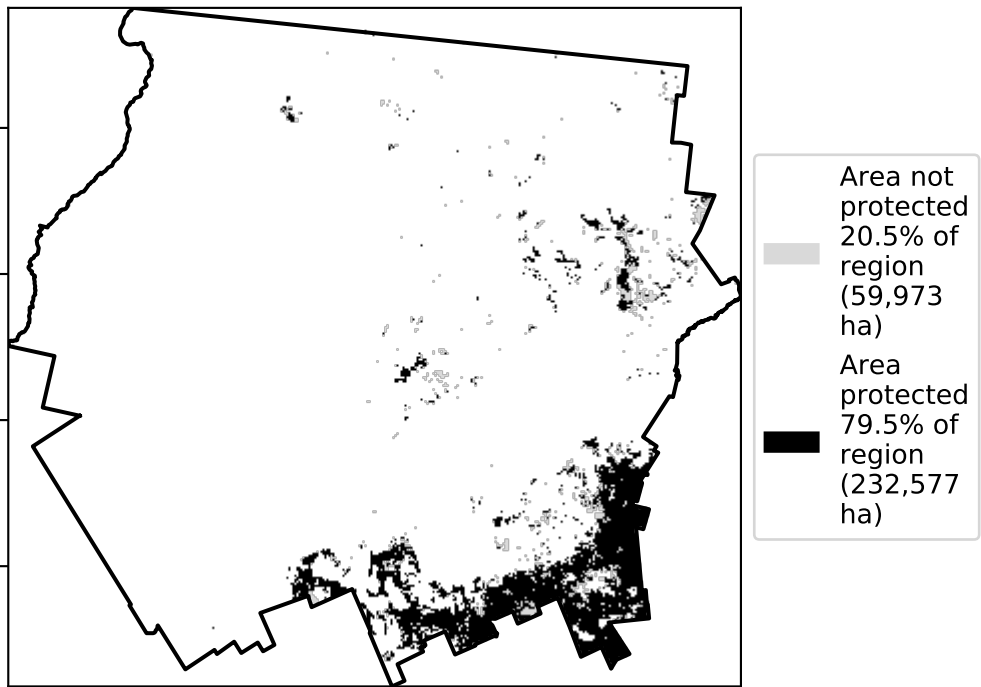 Area not
protected
20.5% of
region
(59,973
ha)
Area
protected
79.5% of
region
(232,577
ha)